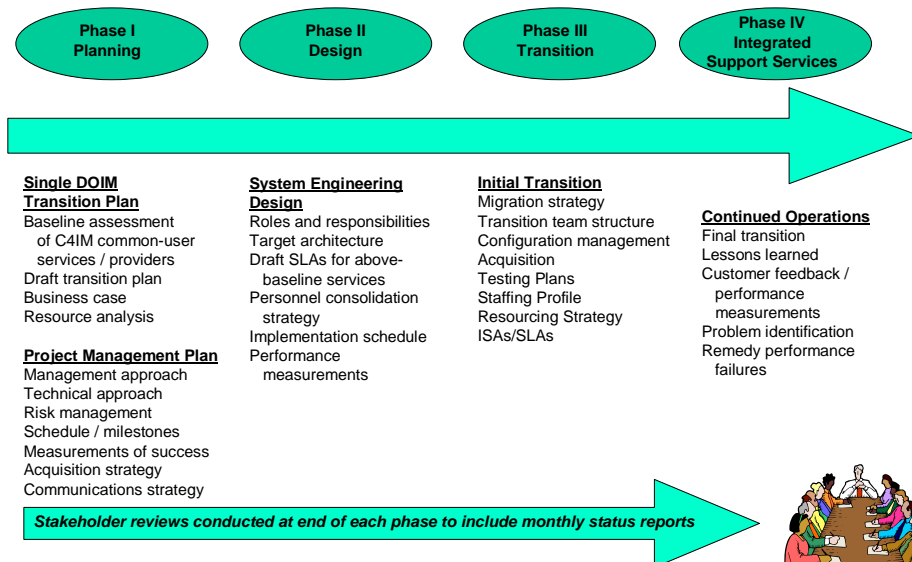 Phase I
Planning
Phase II
Design
Phase III
Transition
Phase IV
Integrated
Support Services
Single DOIM
Transition Plan
Baseline assessment
of C4IM common-user
services / providers
Draft transition plan
Business case
Resource analysis
Project Management Plan
Management approach
Technical approach
Risk management
Schedule / milestones
Measurements of success
Acquisition strategy
Communications strategy
System Engineering
Design
Roles and responsibilities
Target architecture
Draft SLAs for above-
baseline services
Personnel consolidation
strategy
Implementation schedule
Performance
measurements
Initial Transition
Migration strategy
Transition team structure
Configuration management
Acquisition
Testing Plans
Staffing Profile
Resourcing Strategy
ISAs/SLAs
Continued Operations
Final transition
Lessons learned
Customer feedback /
performance
measurements
Problem identification
Remedy performance
failures
Stakeholder reviews conducted at end of each phase to include monthly status reports